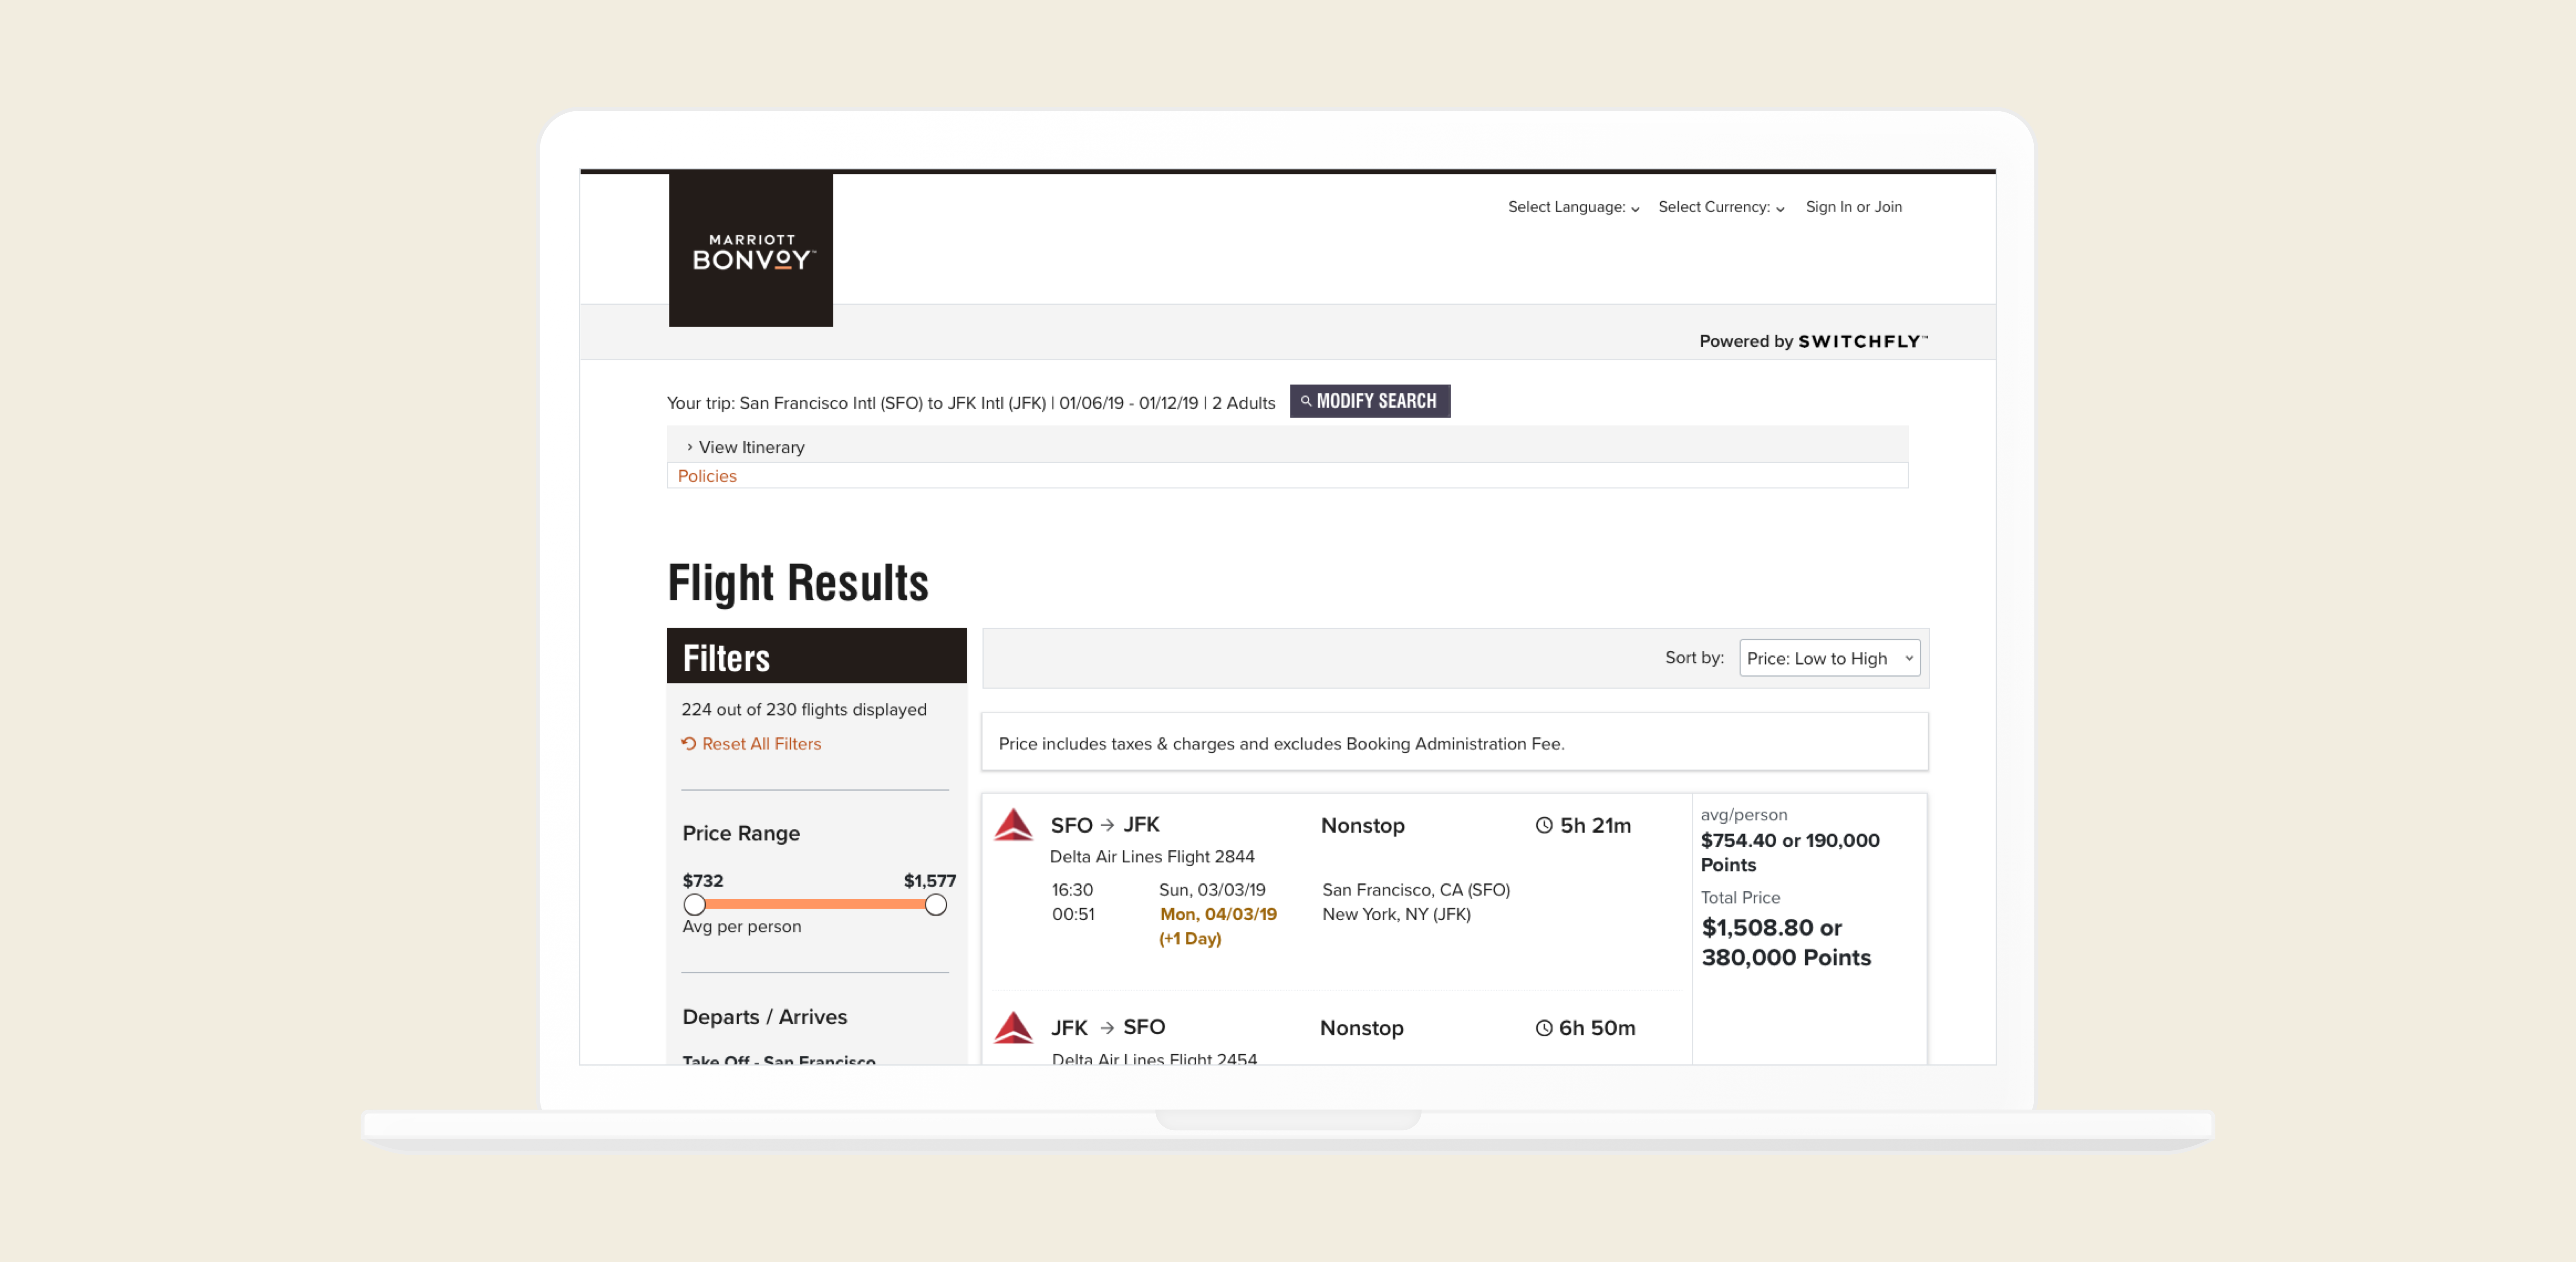 Select Language: Select Currency: Sign In or Join
MARRIOTT
BONVOY™
Powered by SWITCHFLY™
Your trip: San Francisco Intl (SFO) to JFK Intl (JFK) | 01/06/19 - 01/12/19 | 2 Adults MODIFY SEARCH
› View Itinerary
Policies
Flight Results
Filters
224 out of 230 flights displayed
Reset All Filters
Price Range
$732 $1,577
Avg per person
Departs / Arrives
Take Off - San Francisco
Sort by: Price: Low to High
Price includes taxes & charges and excludes Booking Administration Fee.
SFO → JFK Nonstop 5h 21m
Delta Air Lines Flight 2844
16:30 Sun, 03/03/19 San Francisco, CA (SFO)
00:51 Mon, 04/03/19 New York, NY (JFK)
(+1 Day)
avg/person
$754.40 or 190,000
Points
Total Price
$1,508.80 or
380,000 Points
JFK → SFO Nonstop 6h 50m
Delta Air Lines Flight 2454